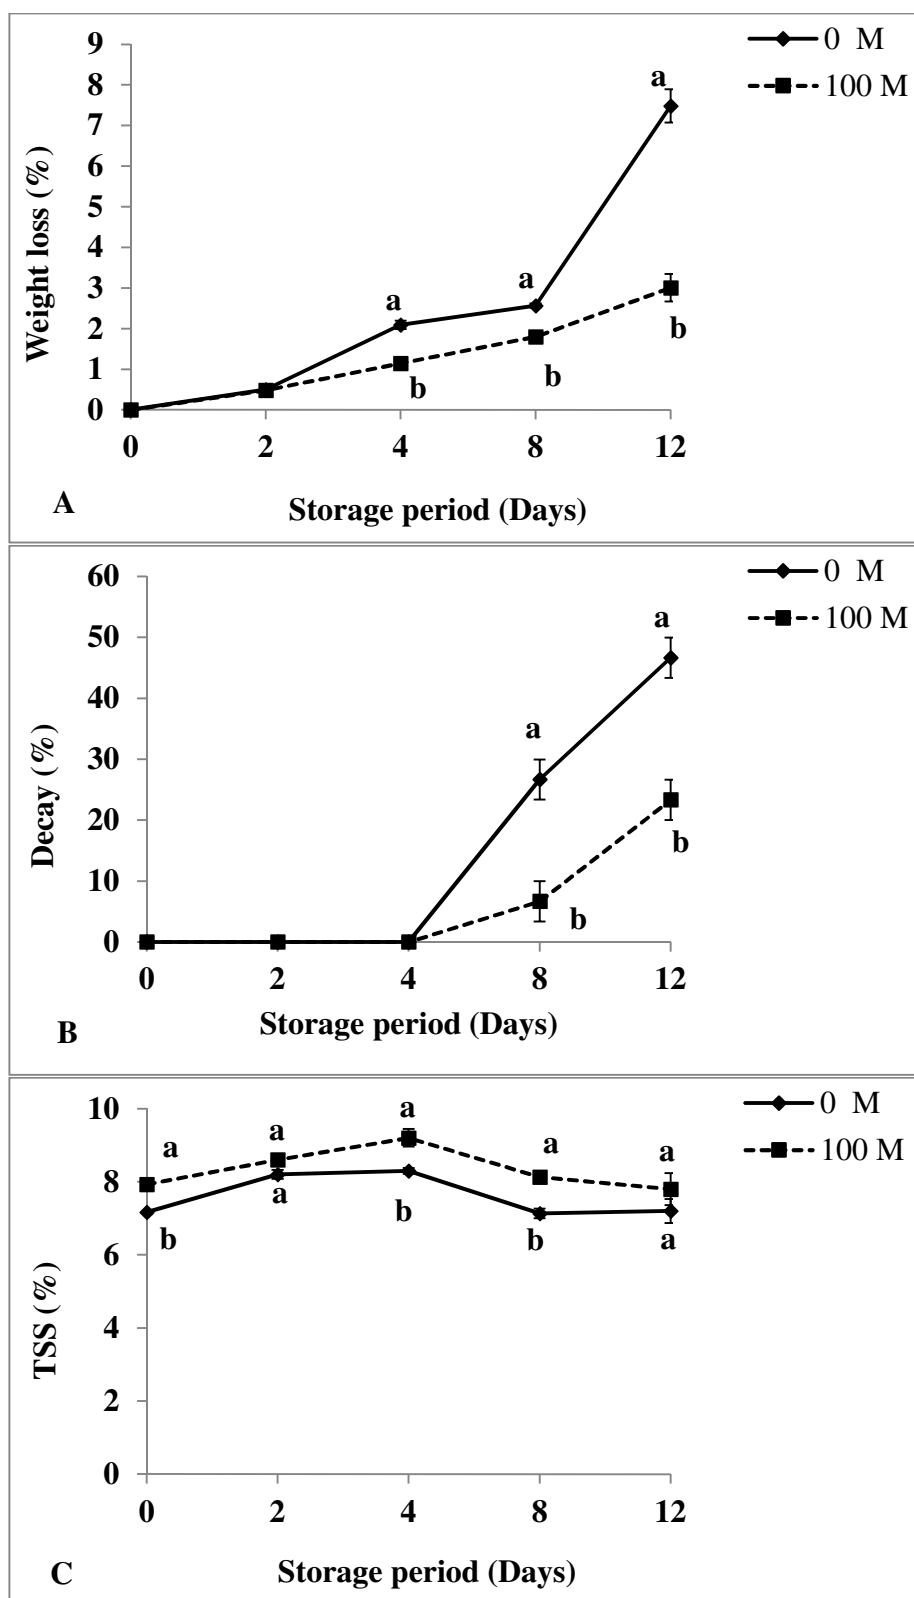 0 M
100 M
9
8
7
6
5
4
3
2
1
0
Weight loss (%)
a
a
a
b
b
b
0 2 4 8 12
Storage period (Days)
A
0 M
100 M
60
50
40
30
20
10
0
Decay (%)
a
a
b
b
0 2 4 8 12
Storage period (Days)
B
0 M
100 M
10
8
6
4
2
0
TSS (%)
a a a a a
b a b b a
0 2 4 8 12
Storage period (Days)
C